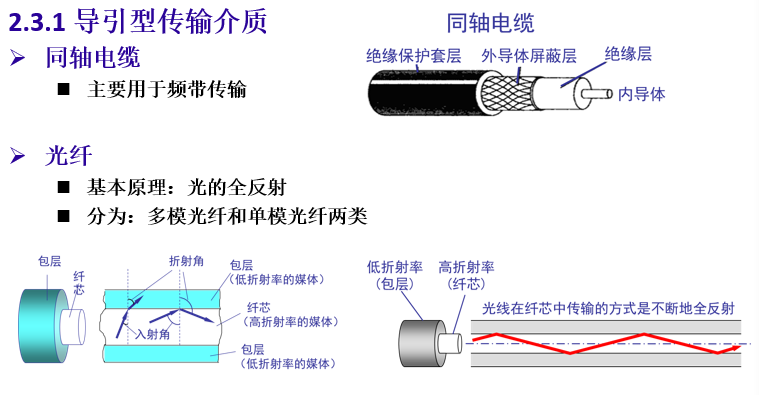 2.3.1 导引型传输介质
同轴电缆
主要用于频带传输
同轴电缆
绝缘保护套层
外导体屏蔽层
绝缘层
内导体
光纤
基本原理：光的全反射
分为：多模光纤和单模光纤两类
包层
纤
芯
折射角
包层
（低折射率的媒体）
纤芯
（高折射率的媒体）
入射角
包层
（低折射率的媒体）
低折射率
（包层）
高折射率
（纤芯）
光线在纤芯中传输的方式是不断地全反射